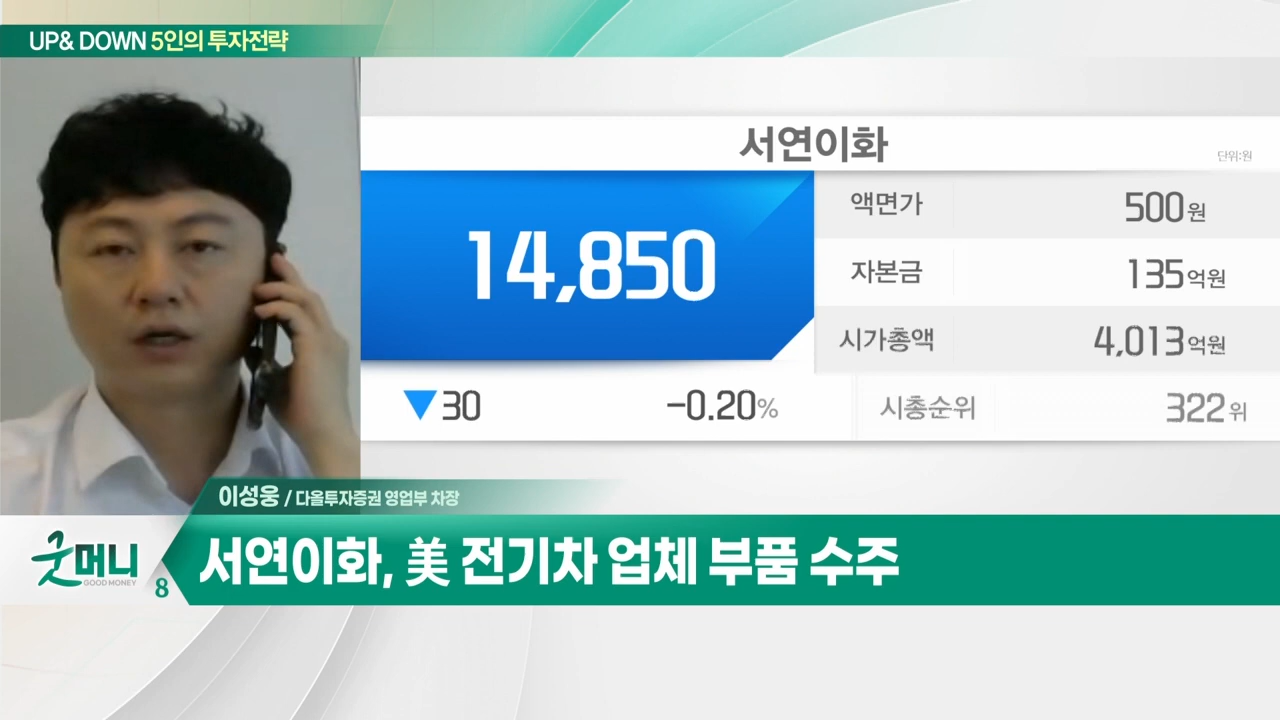 UP& DOWN 5인의 투자전략
서연이화
단위:원
14,850
▼30 -0.20%
액면가 500원
자본금 135억원
시가총액 4,013억원
시총순위 322위
이성웅 / 다올투자증권 영업부 차장
굿머니
GOOD MONEY
8
서연이화, 美 전기차 업체 부품 수주